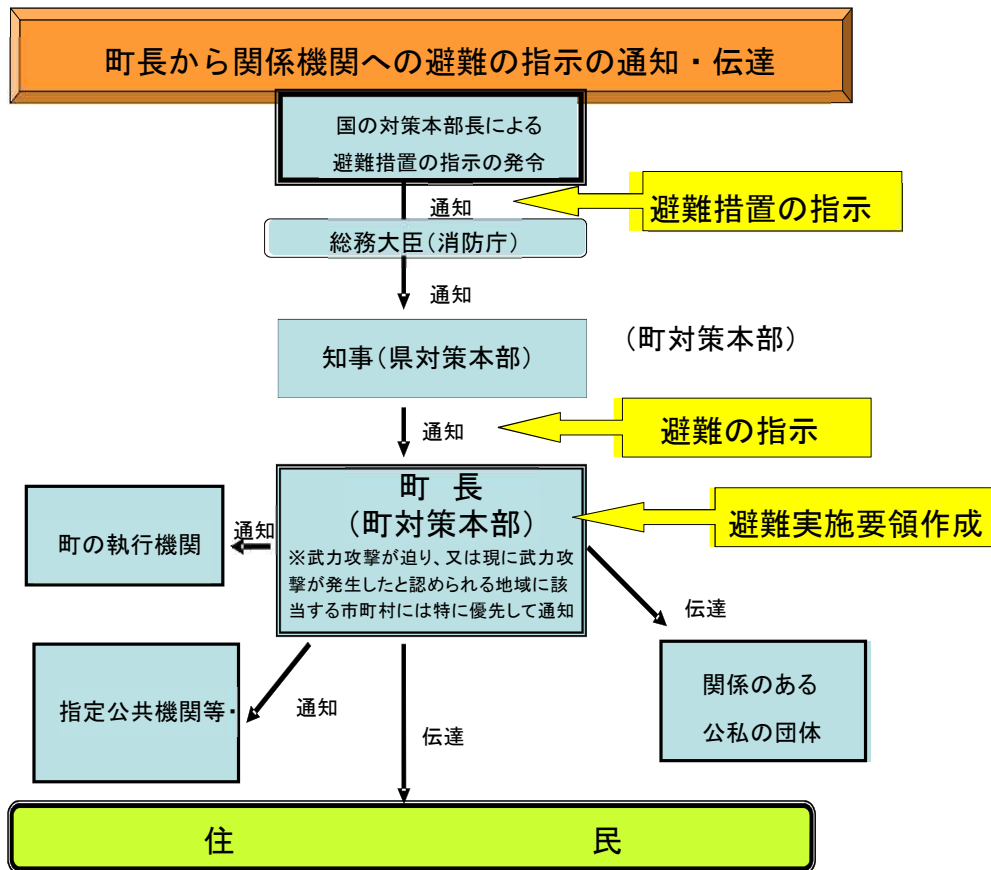 町長から関係機関への避難の指示の通知・伝達
国の対策本部長による
避難措置の指示の発令
通知
避難措置の指示
総務大臣(消防庁)
通知
知事(県対策本部)
(町対策本部)
通知
避難の指示
町 長
(町対策本部)
※武力攻撃が迫り、又は現に武力攻
撃が発生したと認められる地域に該
当する市町村には特に優先して通知
避難実施要領作成
通知
町の執行機関
伝達
関係のある
公私の団体
指定公共機関等・
通知
伝達
住 民